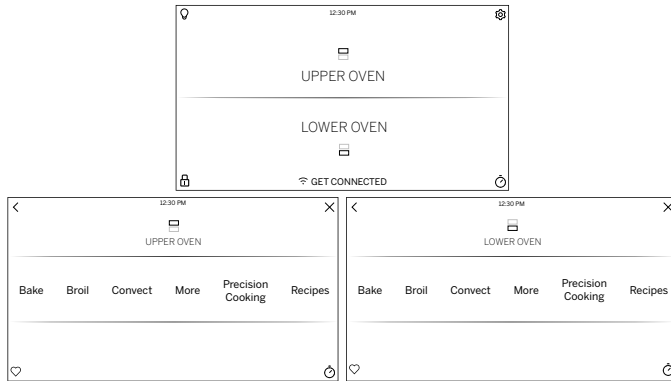 12:30 PM
UPPER OVEN
LOWER OVEN
GET CONNECTED
12:30 PM
UPPER OVEN
Bake Broil Convect More Precision Cooking Recipes
12:30 PM
LOWER OVEN
Bake Broil Convect More Precision Cooking Recipes